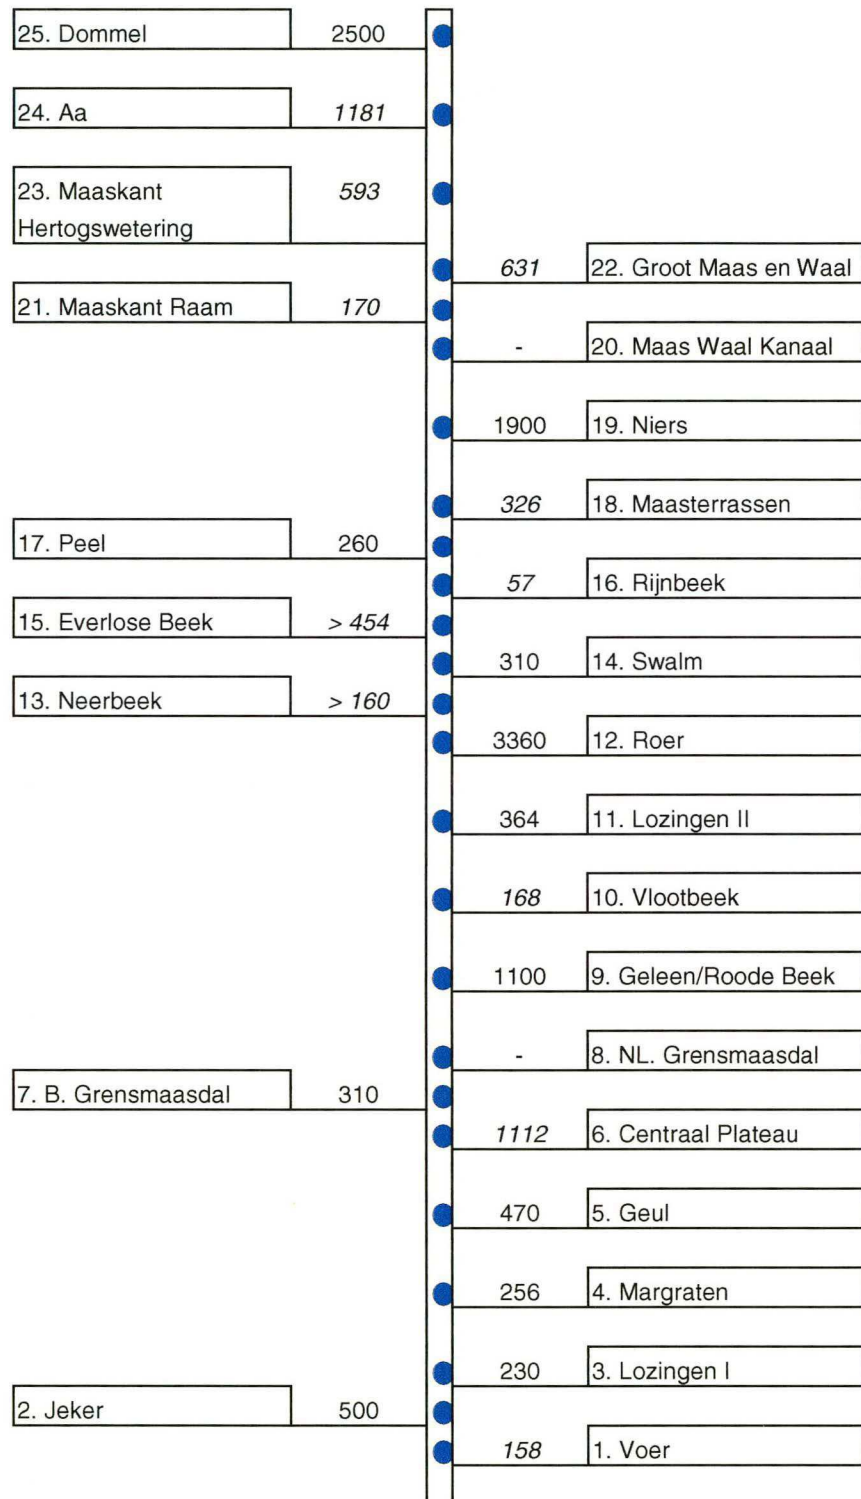 25. Dommel 2500
24. Aa 1181
23. Maaskant 593
Hertogswetering
631 22. Groot Maas en Waal
21. Maaskant Raam 170
- 20. Maas Waal Kanaal
1900 19. Niers
326 18. Maasterrassen
17. Peel 260
57 16. Rijnbeek
15. Everlose Beek > 454
310 14. Swalm
13. Neerbeek > 160
3360 12. Roer
364 11. Lozingen II
168 10. Vlootbeek
1100 9. Geleen/Roode Beek
- 8. NL. Grensmaasdal
7. B. Grensmaasdal 310
1112 6. Centraal Plateau
470 5. Geul
256 4. Margraten
230 3. Lozingen I
2. Jeker 500
158 1. Voer